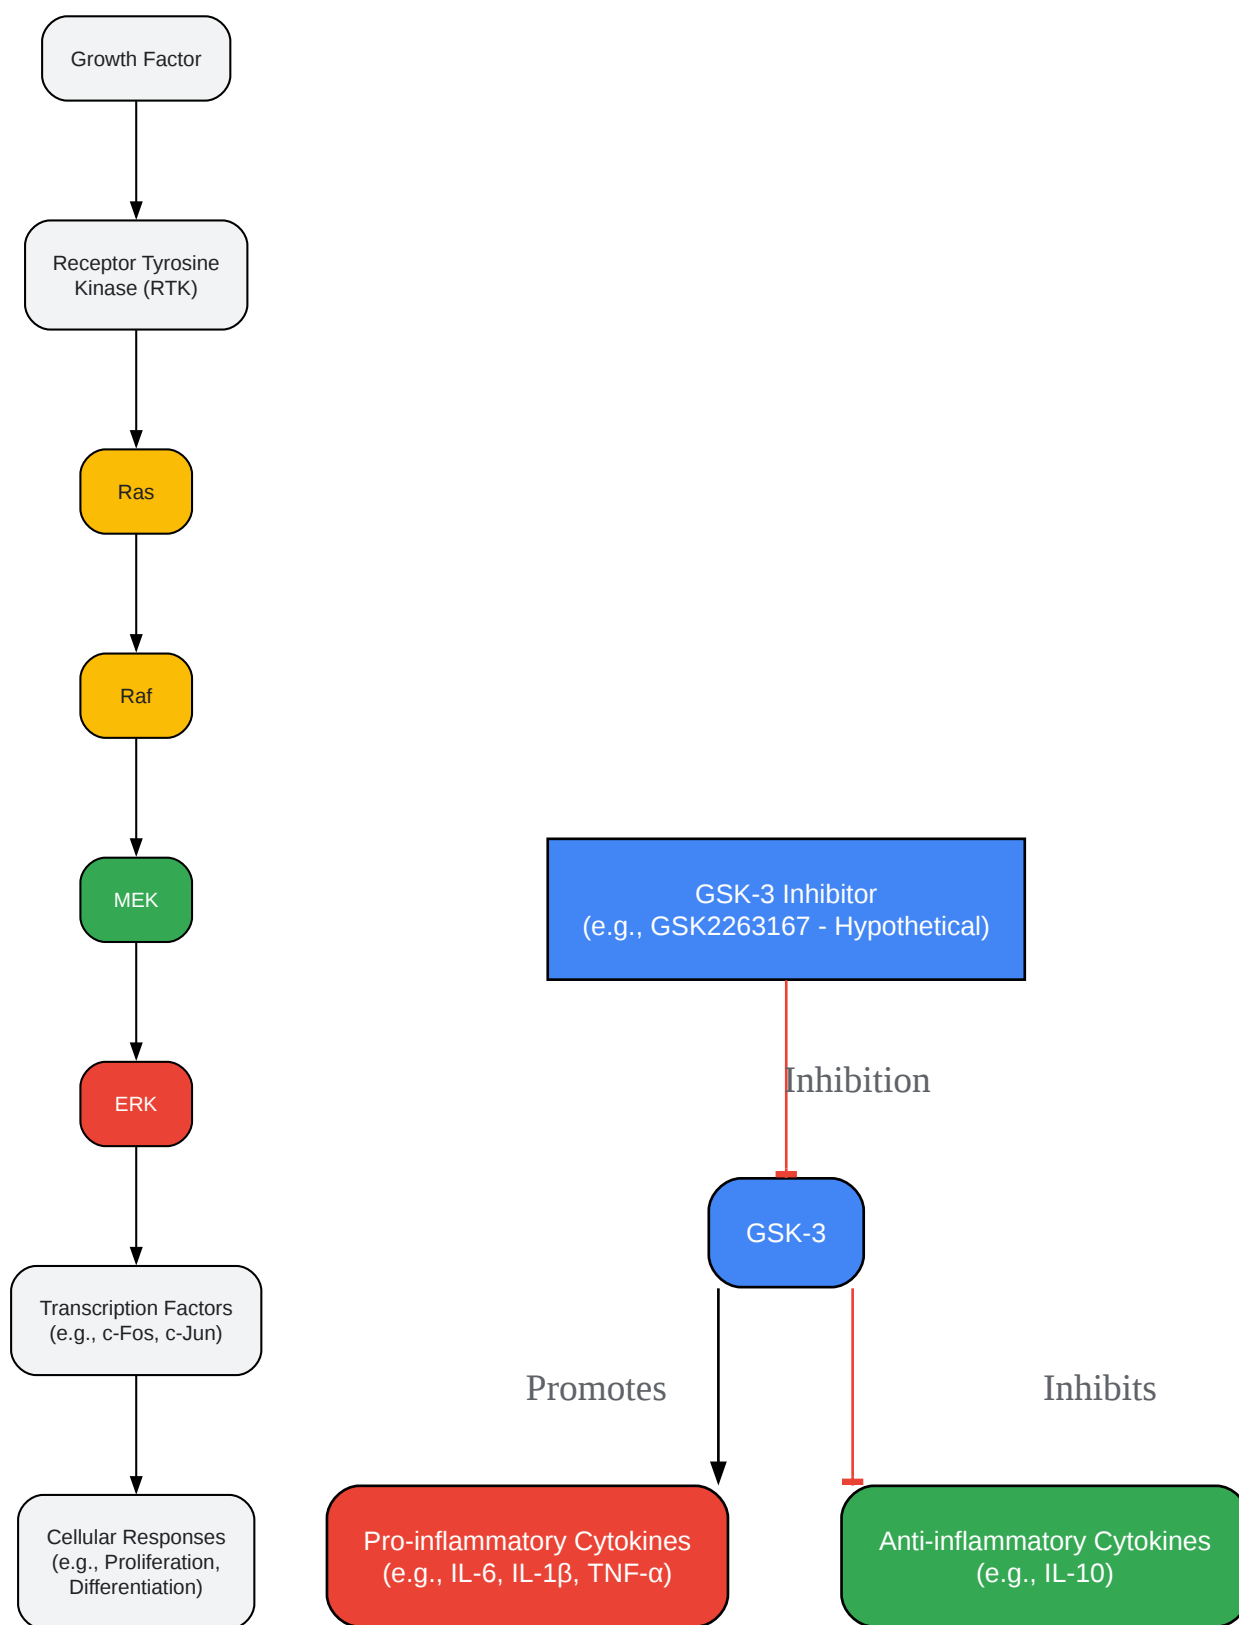 Growth Factor
Receptor Tyrosine
Kinase (RTK)
Ras
Raf
MEK
ERK
Transcription Factors
(e.g., c-Fos, c-Jun)
Cellular Responses
(e.g., Proliferation,
Differentiation)
GSK-3 Inhibitor
(e.g., GSK2263167 - Hypothetical)
Inhibition
GSK-3
Promotes
Inhibits
Pro-inflammatory Cytokines
(e.g., IL-6, IL-1β, TNF-α)
Anti-inflammatory Cytokines
(e.g., IL-10)